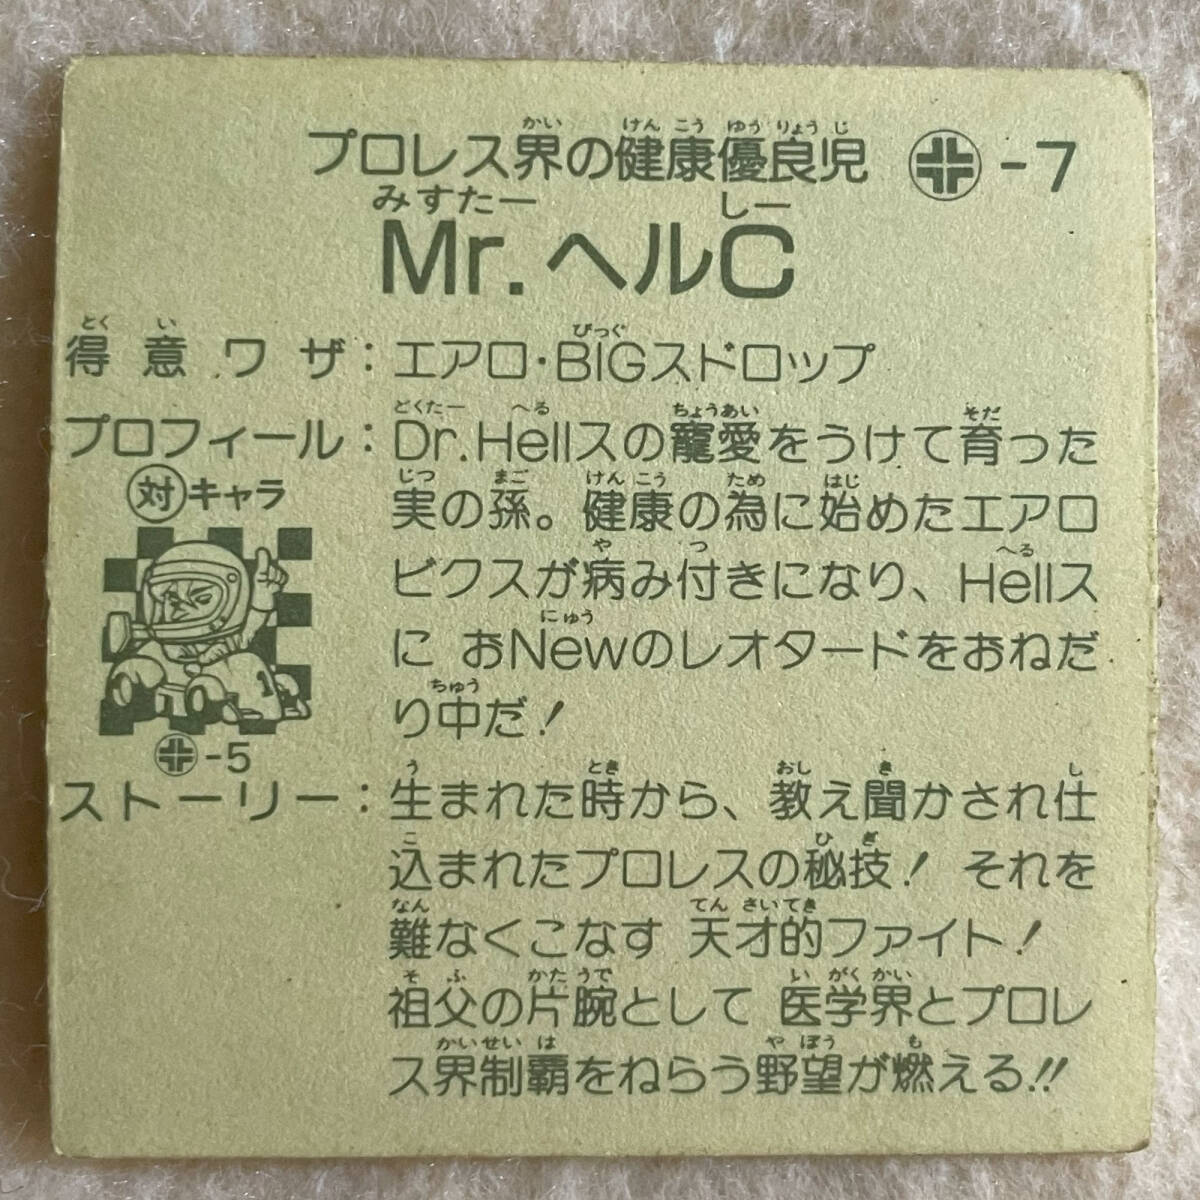 プロレス界の健康優良児 -7
Mr.ヘルC
得意ワザ：エアロ・BIGストドロップ
プロフィール：Dr.Hellスの寵愛をうけて育った
実の孫。健康の為に始めたエアロ
ビクスが病み付きになり、Hellス
に おNewのレオタードをおねだ
り中だ！
対キャラ
1
-5
ストーリー：生まれた時から、教え聞かされ仕
込まれたプロレスの秘技！ それを
難なくこなす 天才的ファイト！
祖父の片腕として 医学界とプロレ
ス界制覇をねらう野望が燃える!!